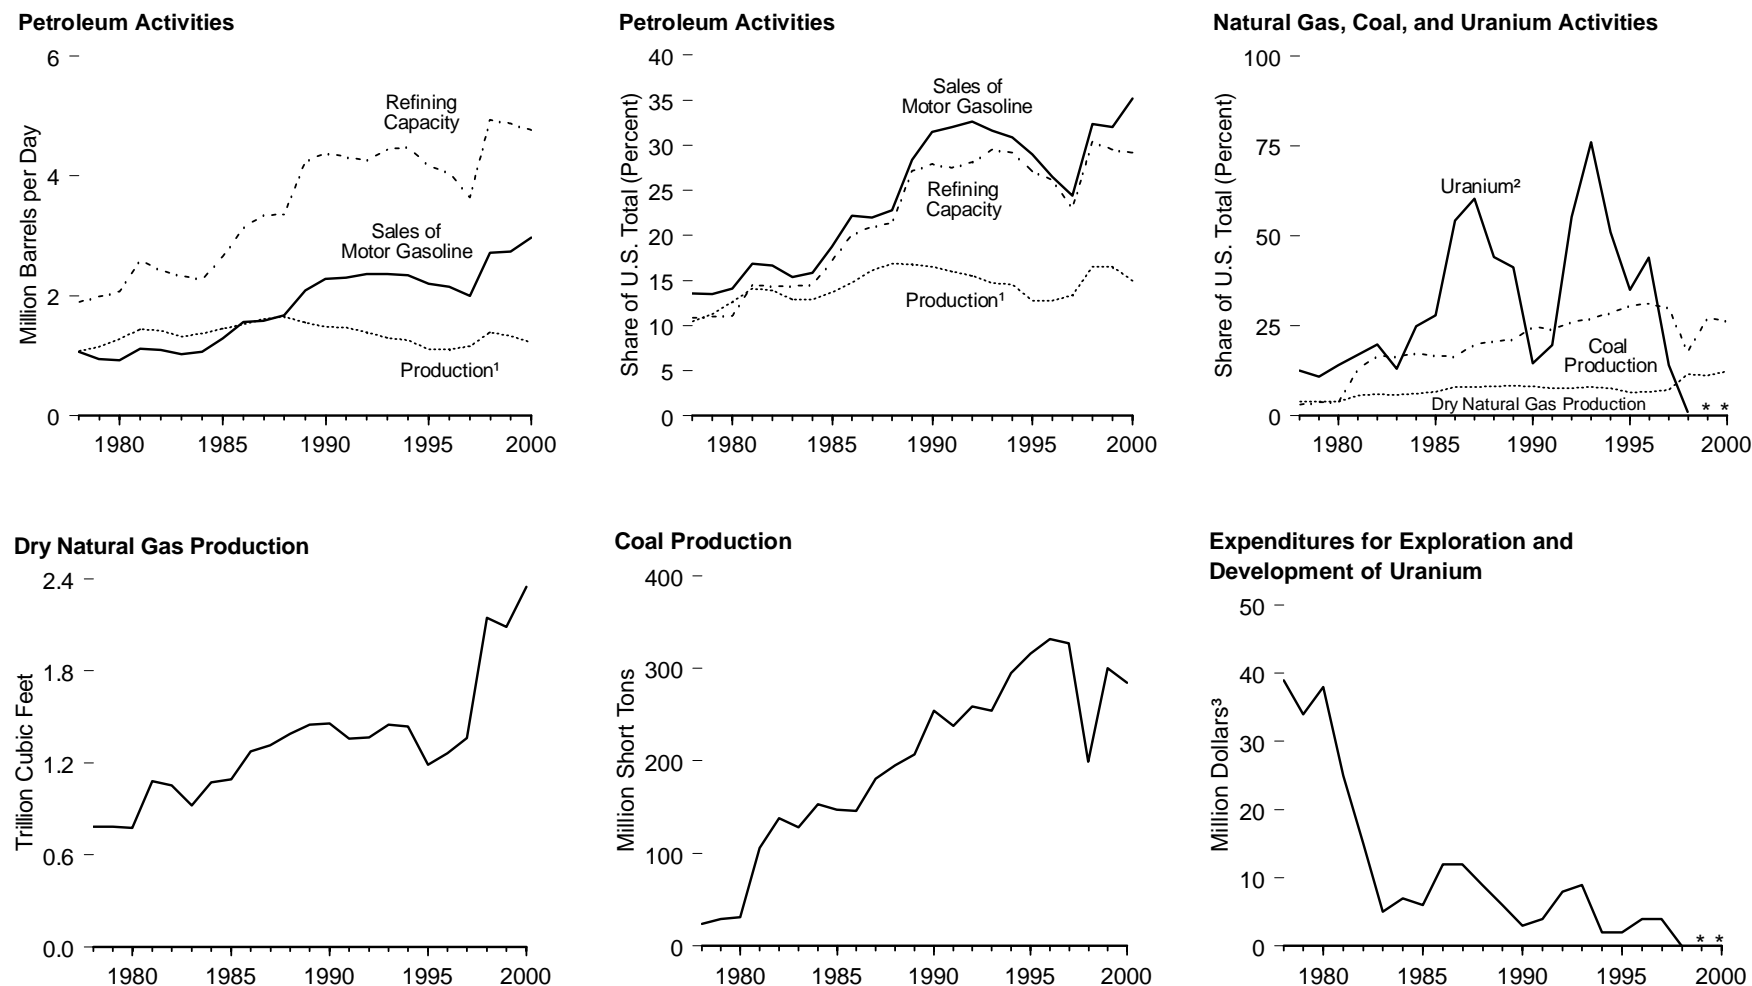 Petroleum Activities
Million Barrels per Day
6
4
2
0
Refining
Capacity
Sales of
Motor Gasoline
Production¹
1980 1985 1990 1995 2000
Petroleum Activities
Share of U.S. Total (Percent)
40
35
30
25
20
15
10
5
0
Sales of
Motor Gasoline
Refining
Capacity
Production¹
1980 1985 1990 1995 2000
Natural Gas, Coal, and Uranium Activities
Share of U.S. Total (Percent)
100
75
50
25
0
Uranium²
Coal
Production
Dry Natural Gas Production
* *
1980 1985 1990 1995 2000
Dry Natural Gas Production
Trillion Cubic Feet
2.4
1.8
1.2
0.6
0.0
1980 1985 1990 1995 2000
Coal Production
Million Short Tons
400
300
200
100
0
1980 1985 1990 1995 2000
Expenditures for Exploration and
Development of Uranium
Million Dollars³
50
40
30
20
10
0
* *
1980 1985 1990 1995 2000